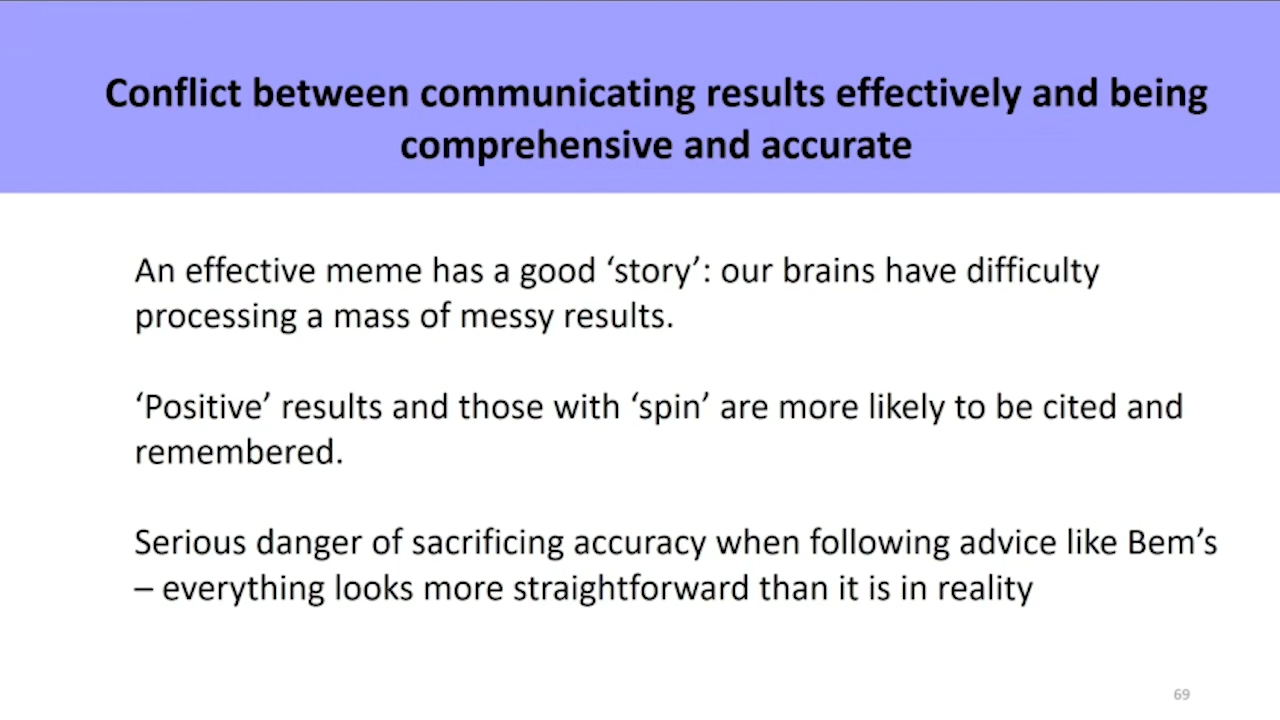 Conflict between communicating results effectively and being
comprehensive and accurate
An effective meme has a good ‘story’: our brains have difficulty
processing a mass of messy results.
‘Positive’ results and those with ‘spin’ are more likely to be cited and
remembered.
Serious danger of sacrificing accuracy when following advice like Bem’s
– everything looks more straightforward than it is in reality
69